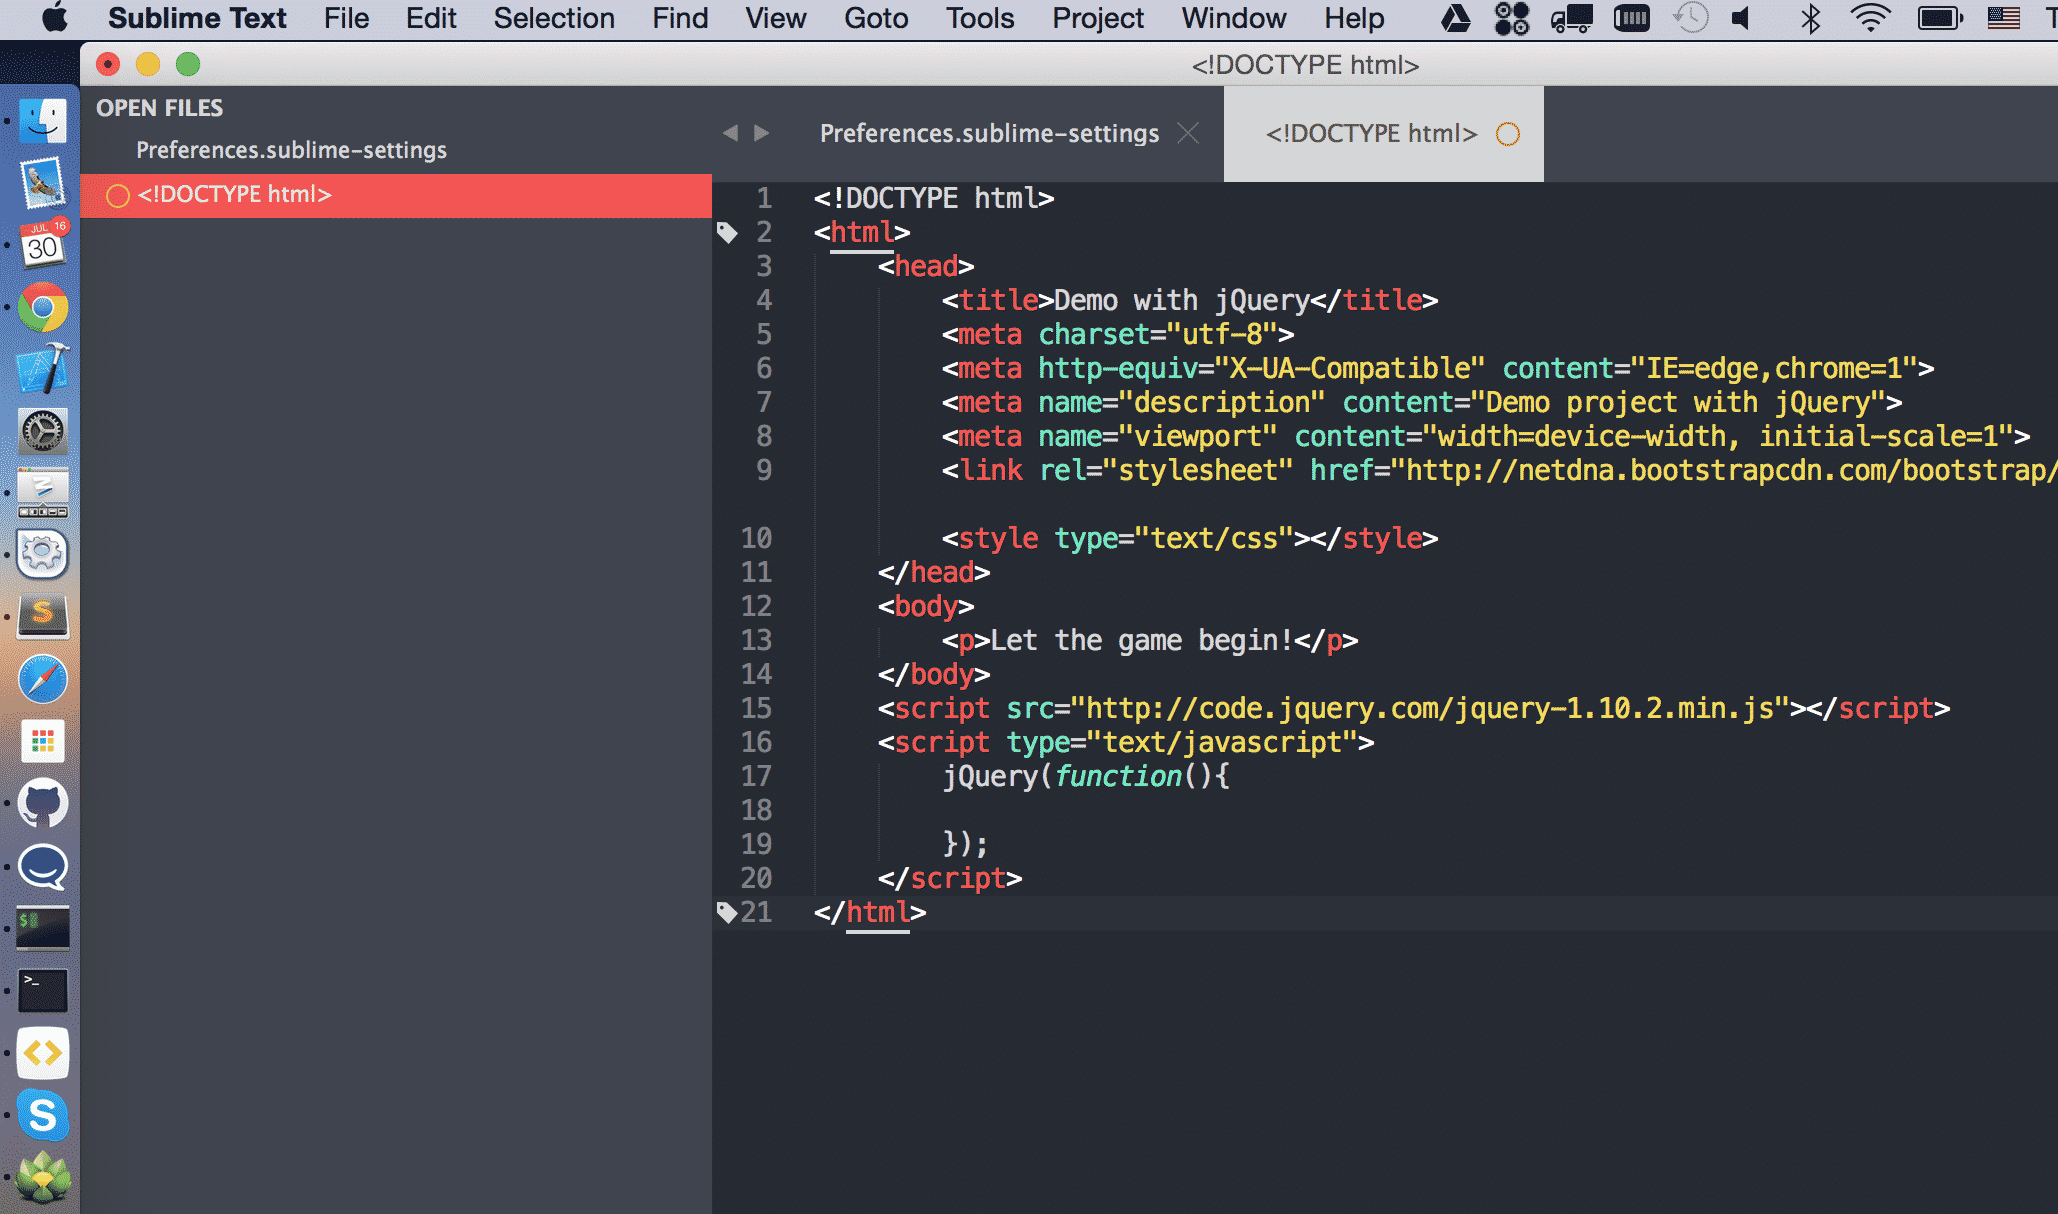 Sublime Text File Edit Selection Find View Goto Tools Project Window Help
<!DOCTYPE html>
OPEN FILES
Preferences.sublime-settings
<!DOCTYPE html>
Preferences.sublime-settings
<!DOCTYPE html>
1 <!DOCTYPE html>
2 <html>
3 <head>
4 <title>Demo with jQuery</title>
5 <meta charset="utf-8">
6 <meta http-equiv="X-UA-Compatible" content="IE=edge,chrome=1">
7 <meta name="description" content="Demo project with jQuery">
8 <meta name="viewport" content="width=device-width, initial-scale=1">
9 <link rel="stylesheet" href="http://netdna.bootstrapcdn.com/bootstrap/
10 <style type="text/css"></style>
11 </head>
12 <body>
13 <p>Let the game begin!</p>
14 </body>
15 <script src="http://code.jquery.com/jquery-1.10.2.min.js"></script>
16 <script type="text/javascript">
17 jQuery(function(){
18
19 });
20 </script>
21 </html>
JUL 16
30
S
$
>_
<>
S